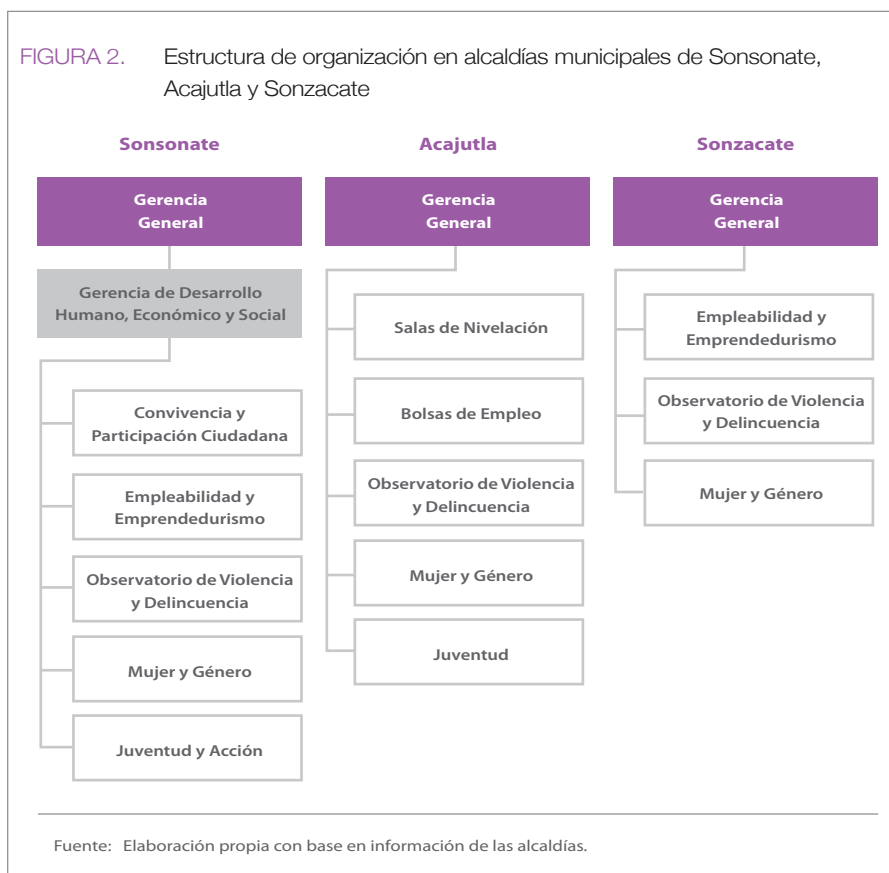 FIGURA 2. Estructura de organización en alcaldías municipales de Sonsonate,
Acajutla y Sonzacate
Sonsonate
Gerencia
General
Gerencia de Desarrollo
Humano, Económico y Social
Convivencia y
Participación Ciudadana
Empleabilidad y
Emprendedurismo
Observatorio de Violencia
y Delincuencia
Mujer y Género
Juventud y Acción
Acajutla
Gerencia
General
Salas de Nivelación
Bolsas de Empleo
Observatorio de Violencia
y Delincuencia
Mujer y Género
Juventud
Sonzacate
Gerencia
General
Empleabilidad y
Emprendedurismo
Observatorio de Violencia
y Delincuencia
Mujer y Género
Fuente: Elaboración propia con base en información de las alcaldías.